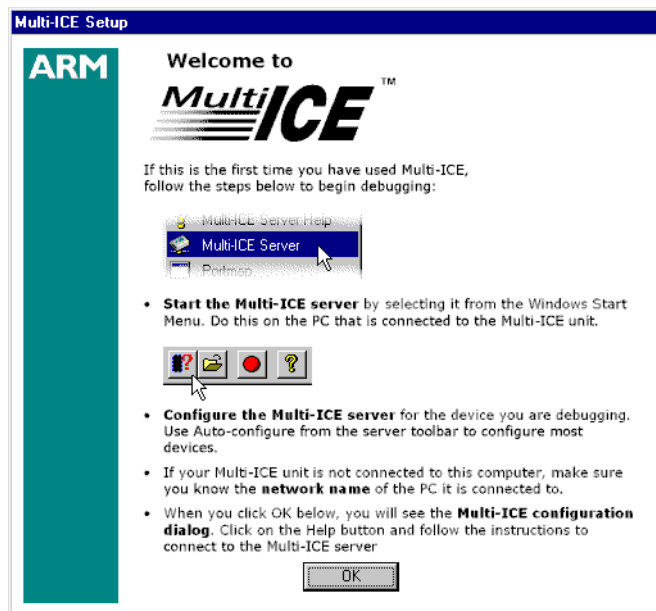 Multi-ICE Setup
ARM
Welcome to
Multi ICE ™
If this is the first time you have used Multi-ICE,
follow the steps below to begin debugging:
Multi-ICE Server Help
Multi-ICE Server
Portmap
• Start the Multi-ICE server by selecting it from the Windows Start
Menu. Do this on the PC that is connected to the Multi-ICE unit.
• Configure the Multi-ICE server for the device you are debugging.
Use Auto-configure from the server toolbar to configure most
devices.
• If your Multi-ICE unit is not connected to this computer, make sure
you know the network name of the PC it is connected to.
• When you click OK below, you will see the Multi-ICE configuration
dialog. Click on the Help button and follow the instructions to
connect to the Multi-ICE server
OK